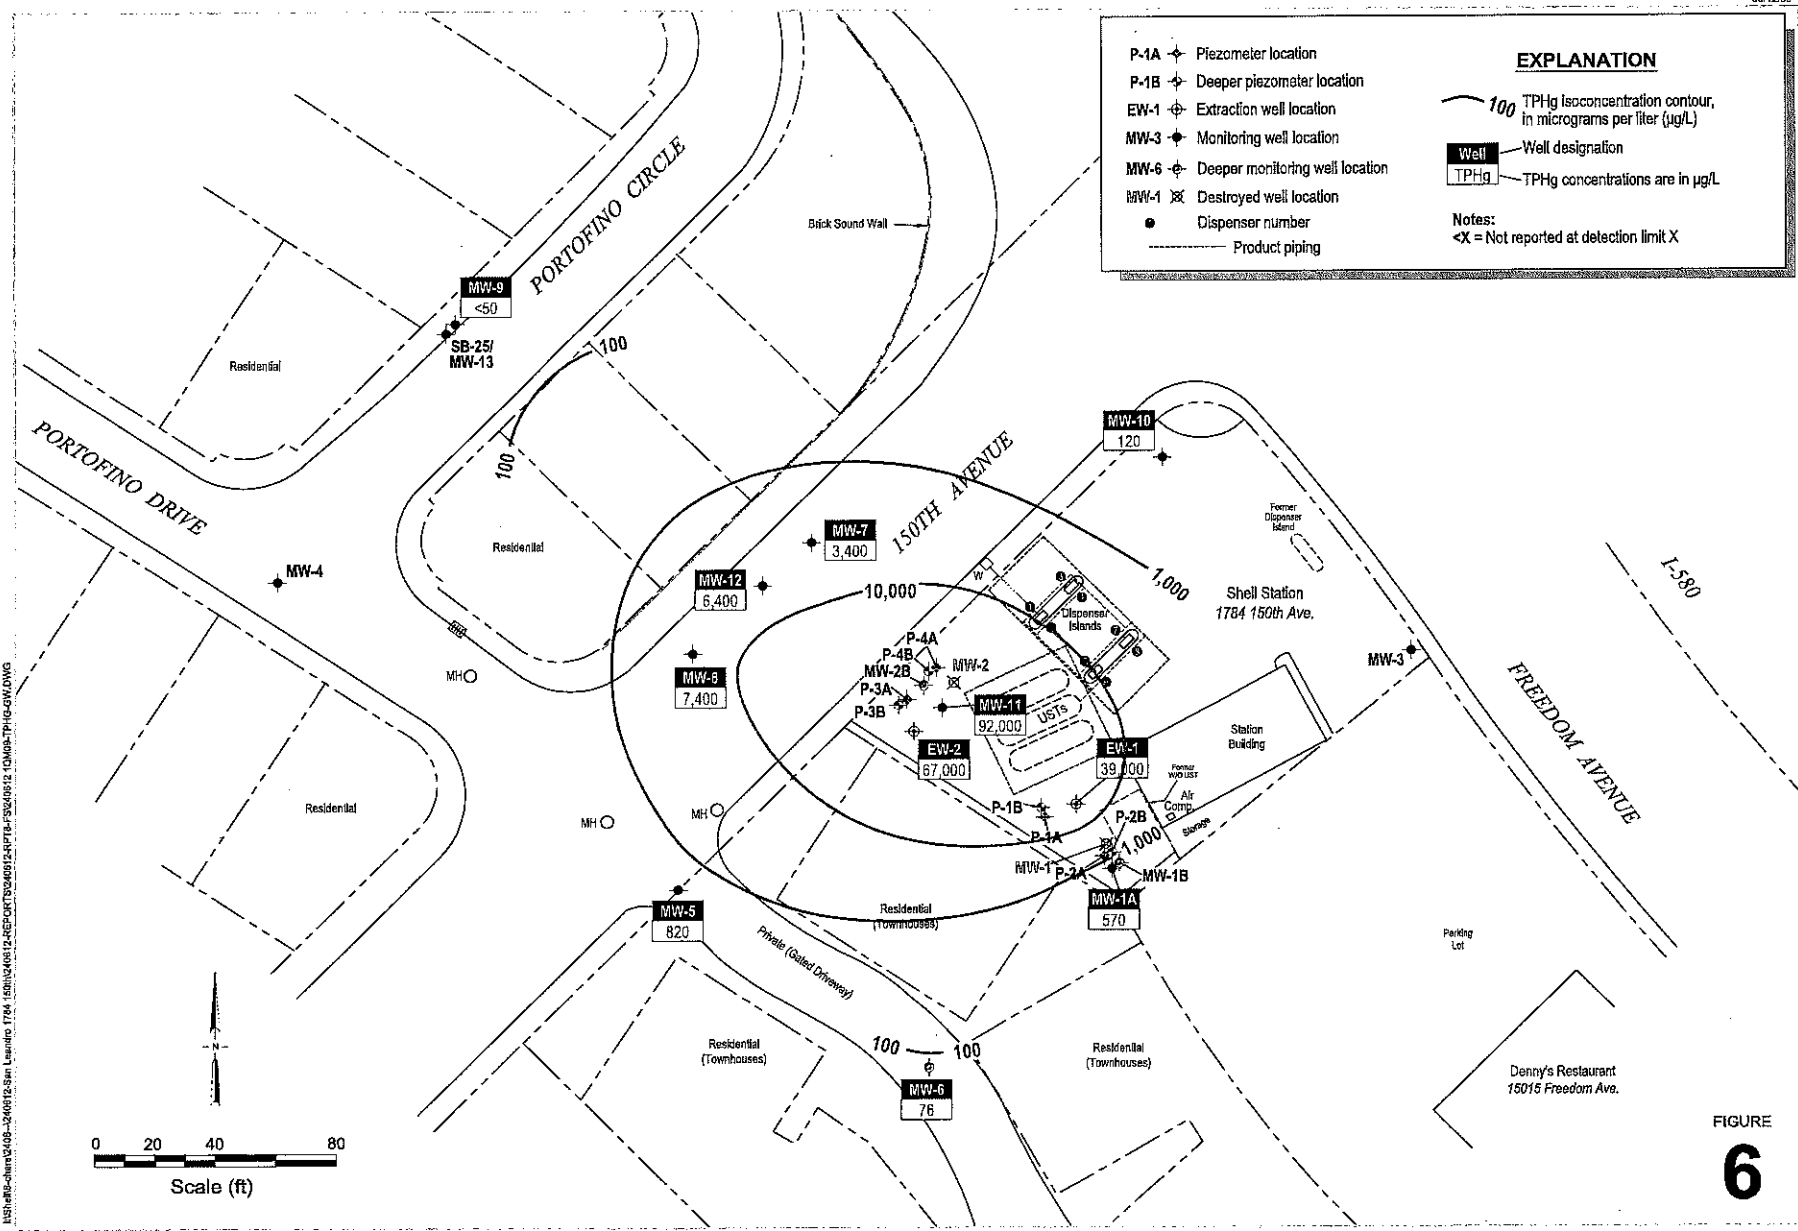 P-1A Piezometer location
P-1B Deeper piezometer location
EW-1 Extraction well location
MW-3 Monitoring well location
MW-6 Deeper monitoring well location
MW-1 Destroyed well location
Dispenser number
Product piping
EXPLANATION
100 TPHg isoconcentration contour,
in micrograms per liter (µg/L)
Well
Well designation
TPHg
TPHg concentrations are in µg/L
Notes:
<X = Not reported at detection limit X
PORTOFINO CIRCLE
Brick Sound Wall
MW-9
<50
SB-25/
MW-13
Residential
100
100
PORTOFINO DRIVE
MW-10
120
150TH AVENUE
Former
Dispenser
Island
I-580
MW-7
3,400
Residential
MW-4
MW-12
6,400
10,000
1,000
W
Dispenser
Islands
Shell Station
1784 150th Ave.
P-4A
P-4B
MW-2
MW-2B
P-3A
P-3B
MW-3
MH
MW-8
7,400
MW-11
92,000
USTs
FREEDOM AVENUE
Station
Building
EW-2
67,000
EW-1
39,000
Former
W/O UST
Air
Comp.
Storage
Residential
MH
MH
P-1B
P-1A
P-2B
1,000
MW-1
P-2A
MW-1B
MW-1A
570
MW-5
820
Residential
(Townhouses)
Private (Gated Driveway)
Parking
Lot
N
100
100
Residential
(Townhouses)
Residential
(Townhouses)
MW-6
76
Denny's Restaurant
15015 Freedom Ave.
0 20 40 80
Scale (ft)
FIGURE
6